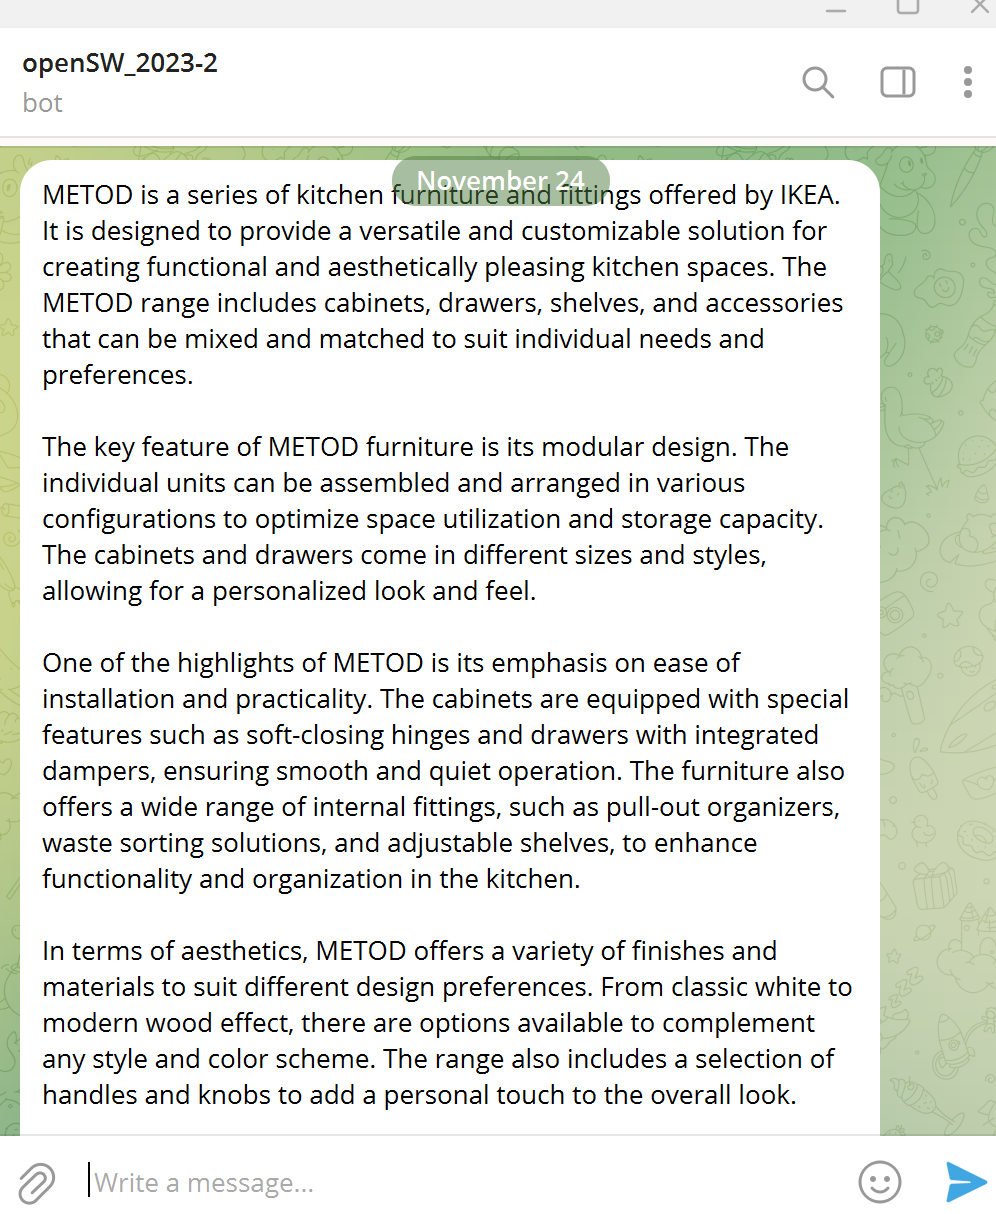 openSW_2023-2
bot
November 24
METOD is a series of kitchen furniture and fittings offered by IKEA.
It is designed to provide a versatile and customizable solution for
creating functional and aesthetically pleasing kitchen spaces. The
METOD range includes cabinets, drawers, shelves, and accessories
that can be mixed and matched to suit individual needs and
preferences.
The key feature of METOD furniture is its modular design. The
individual units can be assembled and arranged in various
configurations to optimize space utilization and storage capacity.
The cabinets and drawers come in different sizes and styles,
allowing for a personalized look and feel.
One of the highlights of METOD is its emphasis on ease of
installation and practicality. The cabinets are equipped with special
features such as soft-closing hinges and drawers with integrated
dampers, ensuring smooth and quiet operation. The furniture also
offers a wide range of internal fittings, such as pull-out organizers,
waste sorting solutions, and adjustable shelves, to enhance
functionality and organization in the kitchen.
In terms of aesthetics, METOD offers a variety of finishes and
materials to suit different design preferences. From classic white to
modern wood effect, there are options available to complement
any style and color scheme. The range also includes a selection of
handles and knobs to add a personal touch to the overall look.
Write a message...